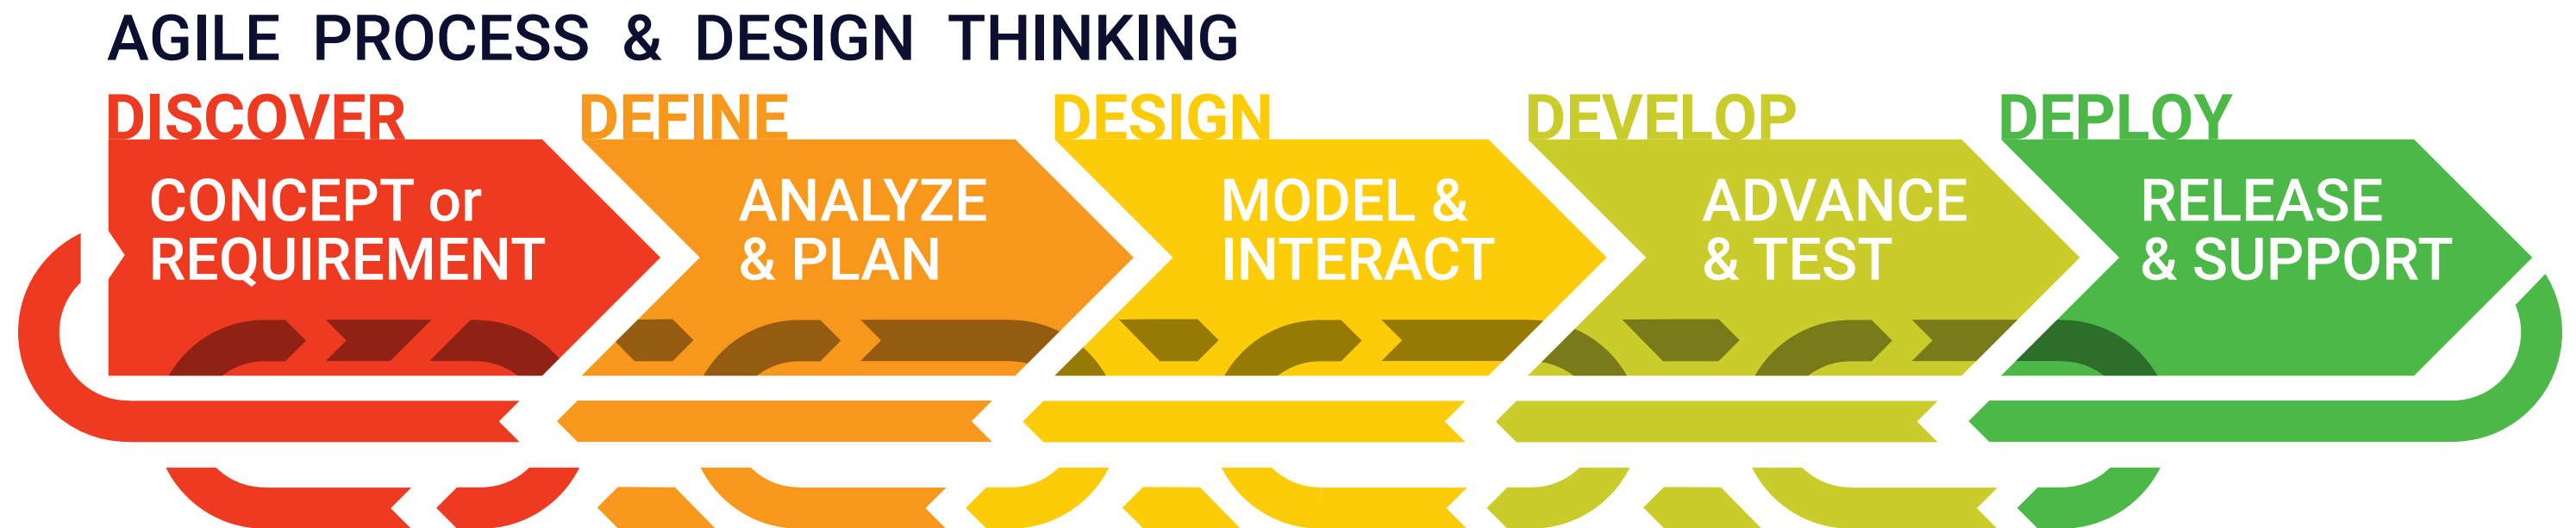 AGILE PROCESS & DESIGN THINKING
DISCOVER
CONCEPT or
REQUIREMENT
DEFINE
ANALYZE
& PLAN
DESIGN
MODEL &
INTERACT
DEVELOP
ADVANCE
& TEST
DEPLOY
RELEASE
& SUPPORT